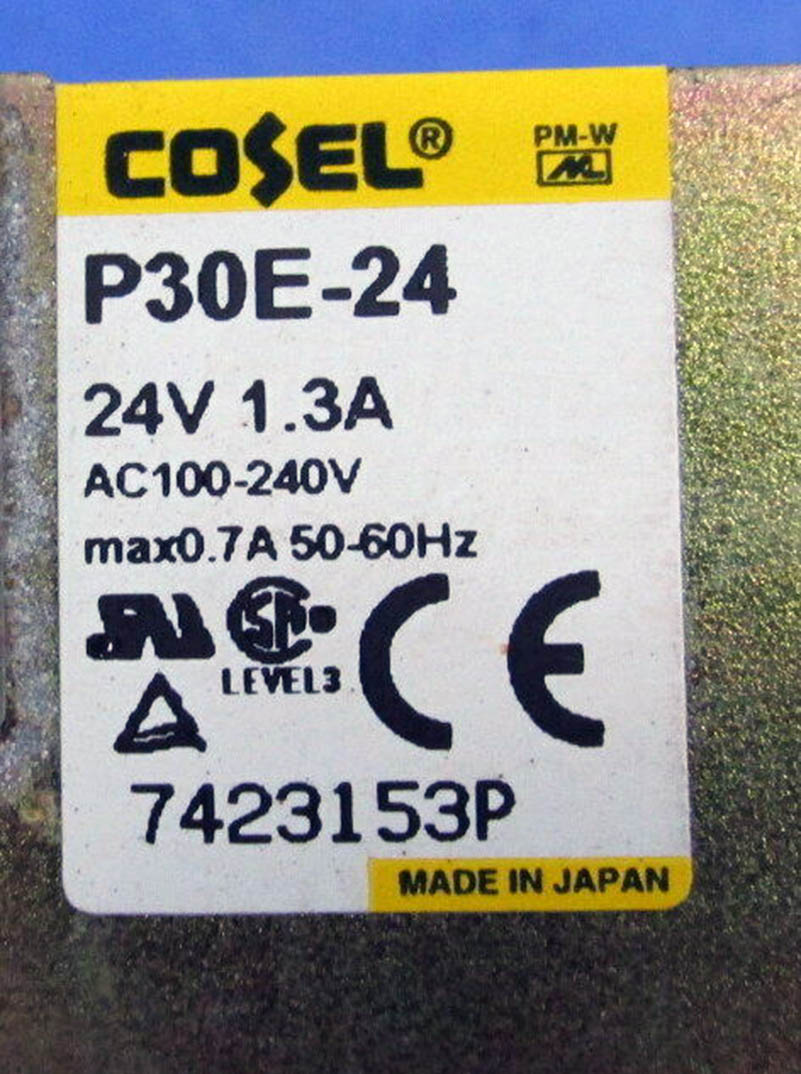 COSEL®
PM-W
P30E-24
24V 1.3A
AC100-240V
max0.7A 50-60Hz
LEVEL3
CE
7423153P
MADE IN JAPAN